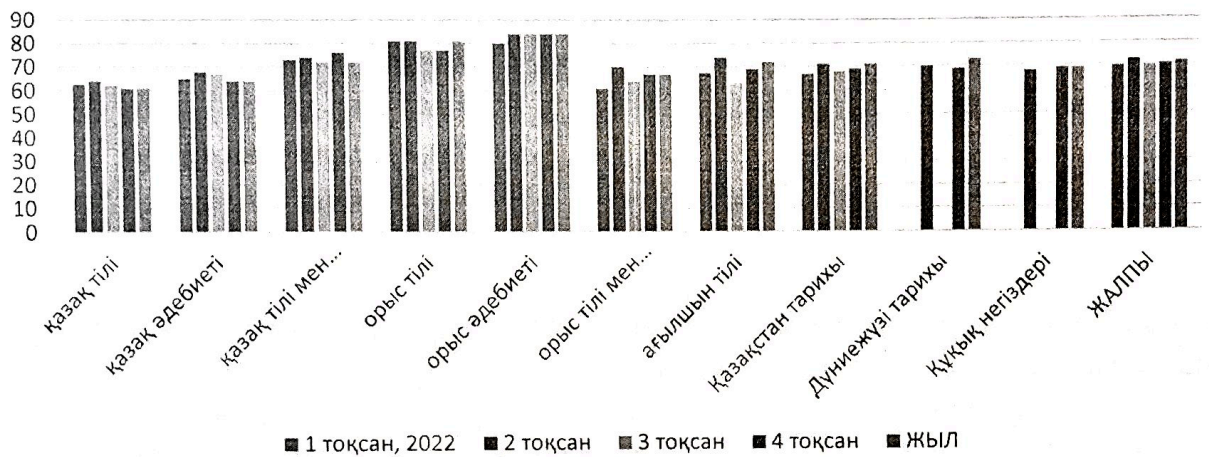 90
80
70
60
50
40
30
20
10
0
қазақ тілі
қазақ әдебиеті
қазақ тілі мен...
орыс тілі
орыс әдебиеті
орыс тілі мен...
ағылшын тілі
Қазақстан тарихы
Дүниежүзі тарихы
Құқық негіздері
ЖАЛПЫ
1 тоқсан, 2022 2 тоқсан 3 тоқсан 4 тоқсан ЖЫЛ